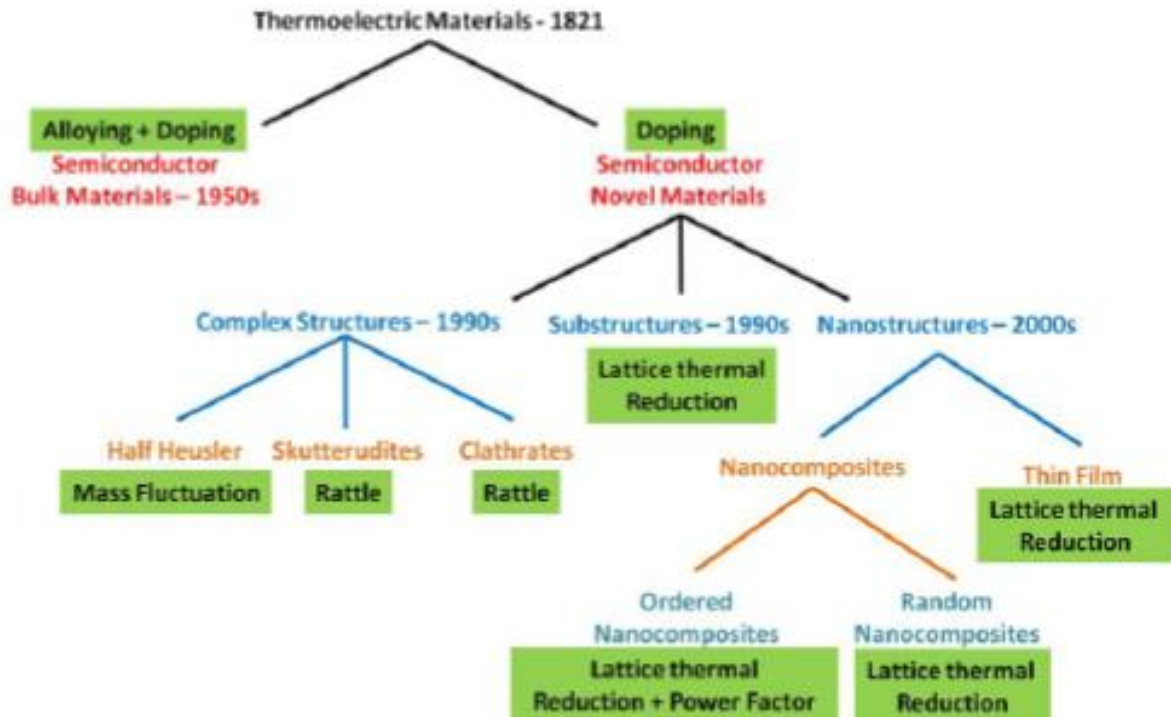 Thermoelectric Materials - 1821
Alloying + Doping
Semiconductor
Bulk Materials – 1950s
Doping
Semiconductor
Novel Materials
Complex Structures – 1990s
Substructures – 1990s
Nanostructures – 2000s
Lattice thermal
Reduction
Half Heusler
Mass Fluctuation
Skutterudites
Rattle
Clathrates
Rattle
Nanocomposites
Thin Film
Lattice thermal
Reduction
Ordered
Nanocomposites
Lattice thermal
Reduction + Power Factor
Random
Nanocomposites
Lattice thermal
Reduction